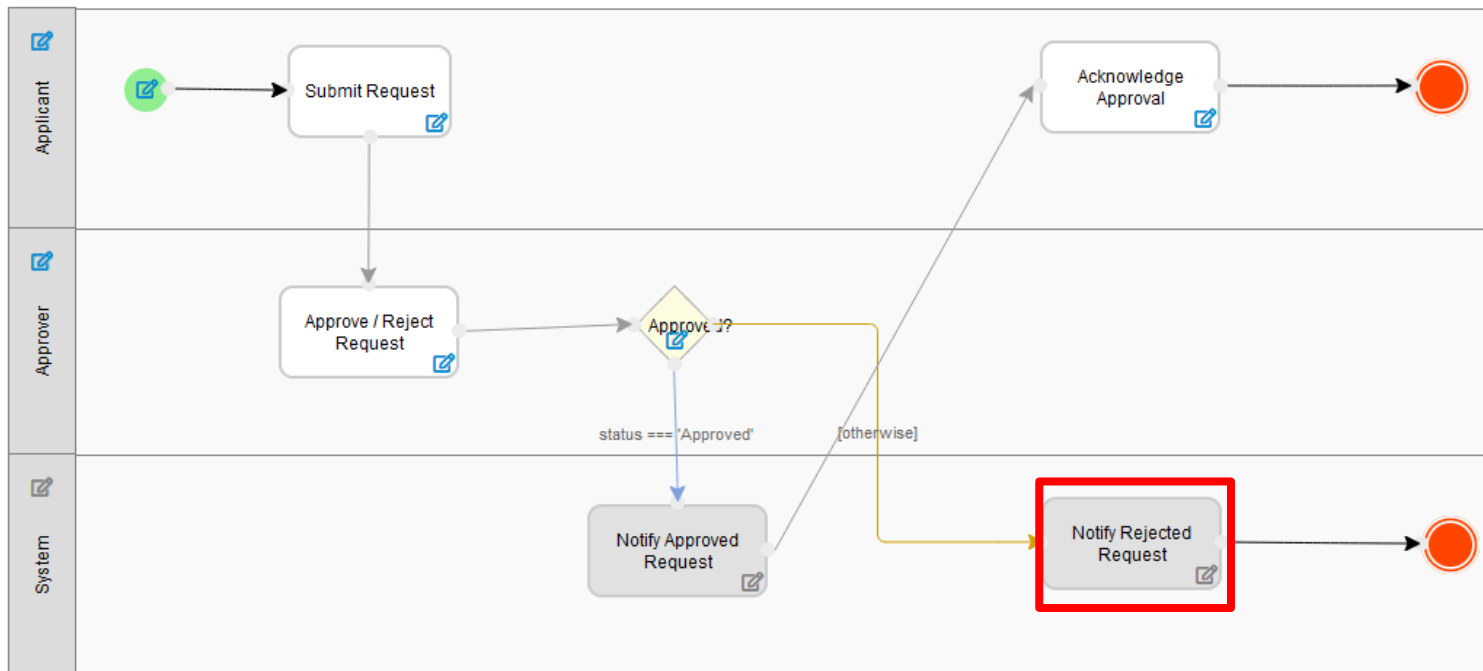 Applicant
Submit Request
Acknowledge
Approval
Approver
Approve / Reject
Request
Approved?
status === 'Approved'
[otherwise]
System
Notify Approved
Request
Notify Rejected
Request